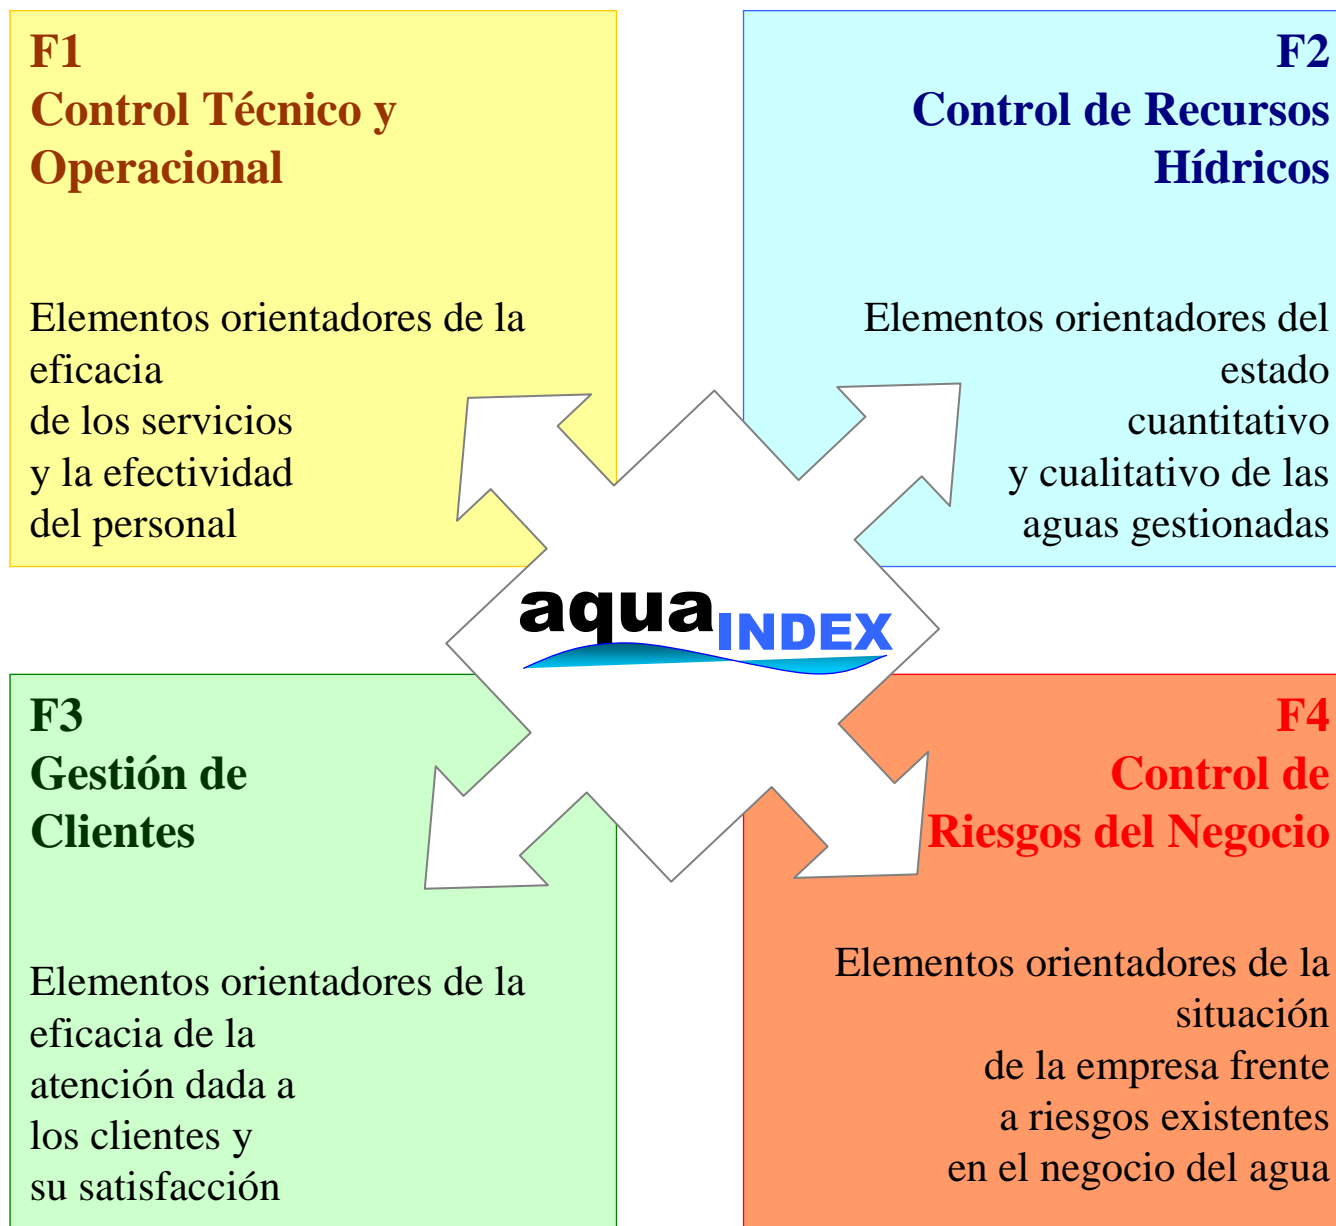 F1
Control Técnico y
Operacional
Elementos orientadores de la
eficacia
de los servicios
y la efectividad
del personal
F2
Control de Recursos
Hídricos
Elementos orientadores del
estado
cuantitativo
y cualitativo de las
aguas gestionadas
aquaINDEX
F3
Gestión de
Clientes
Elementos orientadores de la
eficacia de la
atención dada a
los clientes y
su satisfacción
F4
Control de
Riesgos del Negocio
Elementos orientadores de la
situación
de la empresa frente
a riesgos existentes
en el negocio del agua